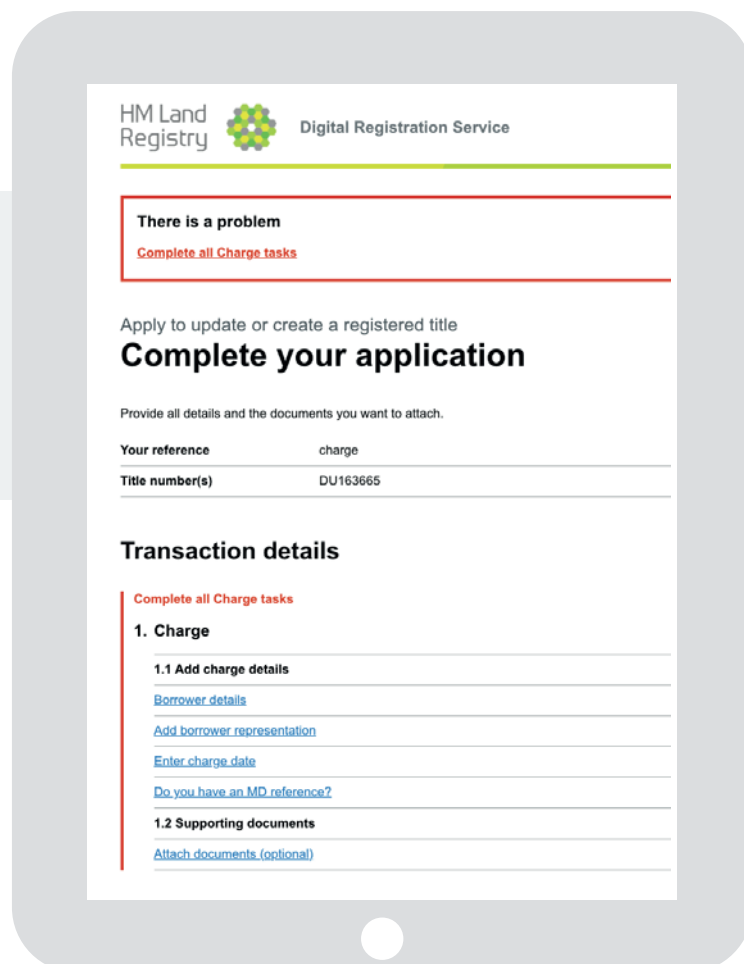 HM Land
Registry
Digital Registration Service
There is a problem
Complete all Charge tasks
Apply to update or create a registered title
Complete your application
Provide all details and the documents you want to attach.
Your reference charge
Title number(s) DU163665
Transaction details
Complete all Charge tasks
1. Charge
1.1 Add charge details
Borrower details
Add borrower representation
Enter charge date
Do you have an MD reference?
1.2 Supporting documents
Attach documents (optional)